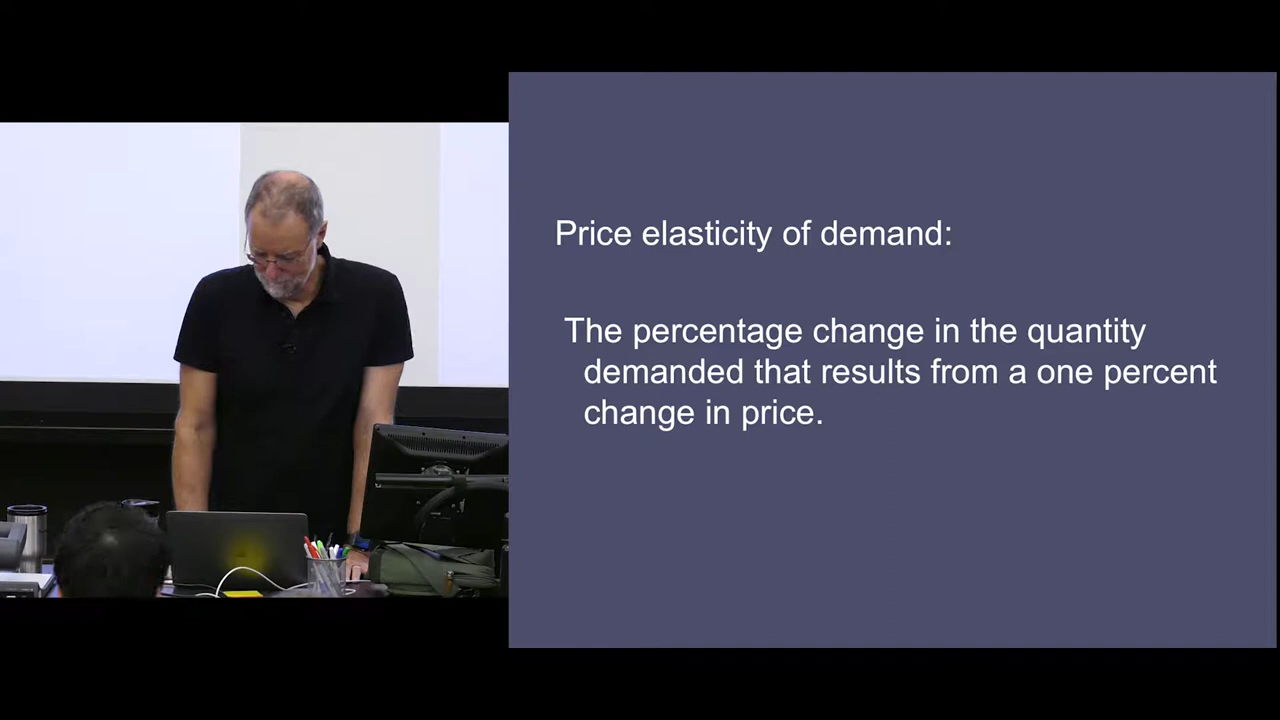 Price elasticity of demand:
The percentage change in the quantity
demanded that results from a one percent
change in price.